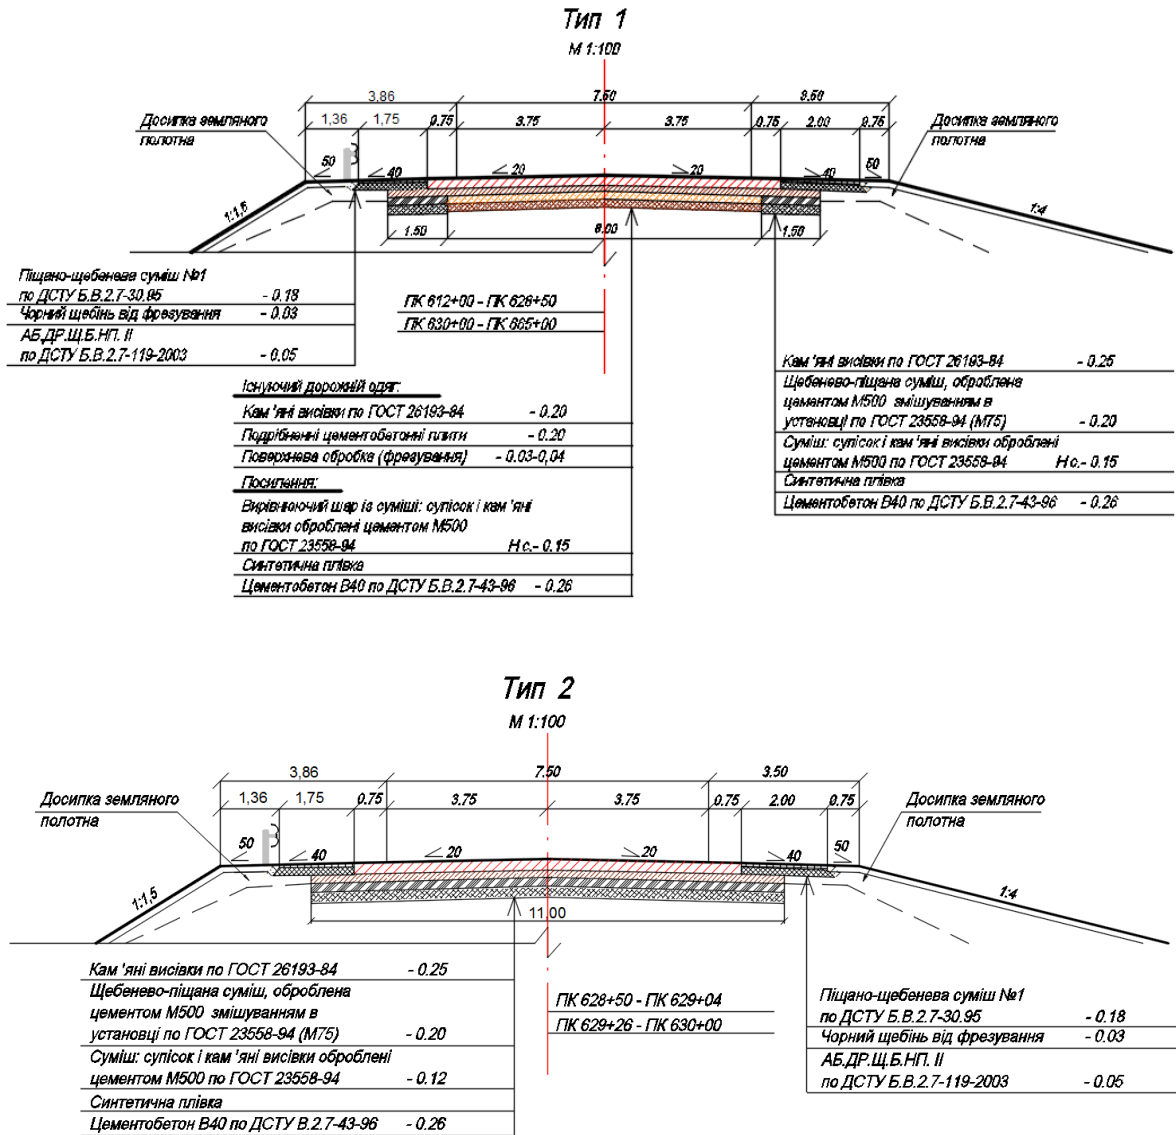 Тип 1
М 1:100
3,86
7.50
3.50
1,36
1,75
0.75
3.75
3.75
0.75
2.00
0.75
Досипка земляного
полотна
Досипка земляного
полотна
50
40
20
20
40
50
1:1,5
1:4
1.50
8.00
1.50
Піщано-щебенева суміш №1
по ДСТУ Б.В.2.7-30.95 - 0.18
Чорний щебінь від фрезування - 0.03
АБ.ДР.Щ.Б.НП. ІІ
по ДСТУ Б.В.2.7-119-2003 - 0.05
ПК 612+00 - ПК 628+50
ПК 630+00 - ПК 665+00
Існуючий дорожній одяг:
Кам'яні висівки по ГОСТ 26193-84 - 0.20
Подрібненні цементобетонні плити - 0.20
Поверхнева обробка (фрезування) - 0.03-0,04
Посилення:
Вирівнюючий шар із суміші: супісок і кам'яні
висівки оброблені цементом М500
по ГОСТ 23558-94 Нс.- 0.15
Синтетична плівка
Цементобетон В40 по ДСТУ Б.В.2.7-43-96 - 0.26
Кам'яні висівки по ГОСТ 26193-84 - 0.25
Щебенево-піщана суміш, оброблена
цементом М500 змішуванням в
установці по ГОСТ 23558-94 (М75) - 0.20
Суміш: супісок і кам'яні висівки оброблені
цементом М500 по ГОСТ 23558-94 Нс.- 0.15
Синтетична плівка
Цементобетон В40 по ДСТУ Б.В.2.7-43-96 - 0.26
Тип 2
М 1:100
3,86
7.50
3.50
1,36
1,75
0.75
3.75
3.75
0.75
2.00
0.75
Досипка земляного
полотна
Досипка земляного
полотна
50
40
20
20
40
50
1:1,5
1:4
11,00
Кам'яні висівки по ГОСТ 26193-84 - 0.25
Щебенево-піщана суміш, оброблена
цементом М500 змішуванням в
установці по ГОСТ 23558-94 (М75) - 0.20
Суміш: супісок і кам'яні висівки оброблені
цементом М500 по ГОСТ 23558-94 - 0.12
Синтетична плівка
Цементобетон В40 по ДСТУ В.2.7-43-96 - 0.26
ПК 628+50 - ПК 629+04
ПК 629+26 - ПК 630+00
Піщано-щебенева суміш №1
по ДСТУ Б.В.2.7-30.95 - 0.18
Чорний щебінь від фрезування - 0.03
АБ.ДР.Щ.Б.НП. ІІ
по ДСТУ Б.В.2.7-119-2003 - 0.05